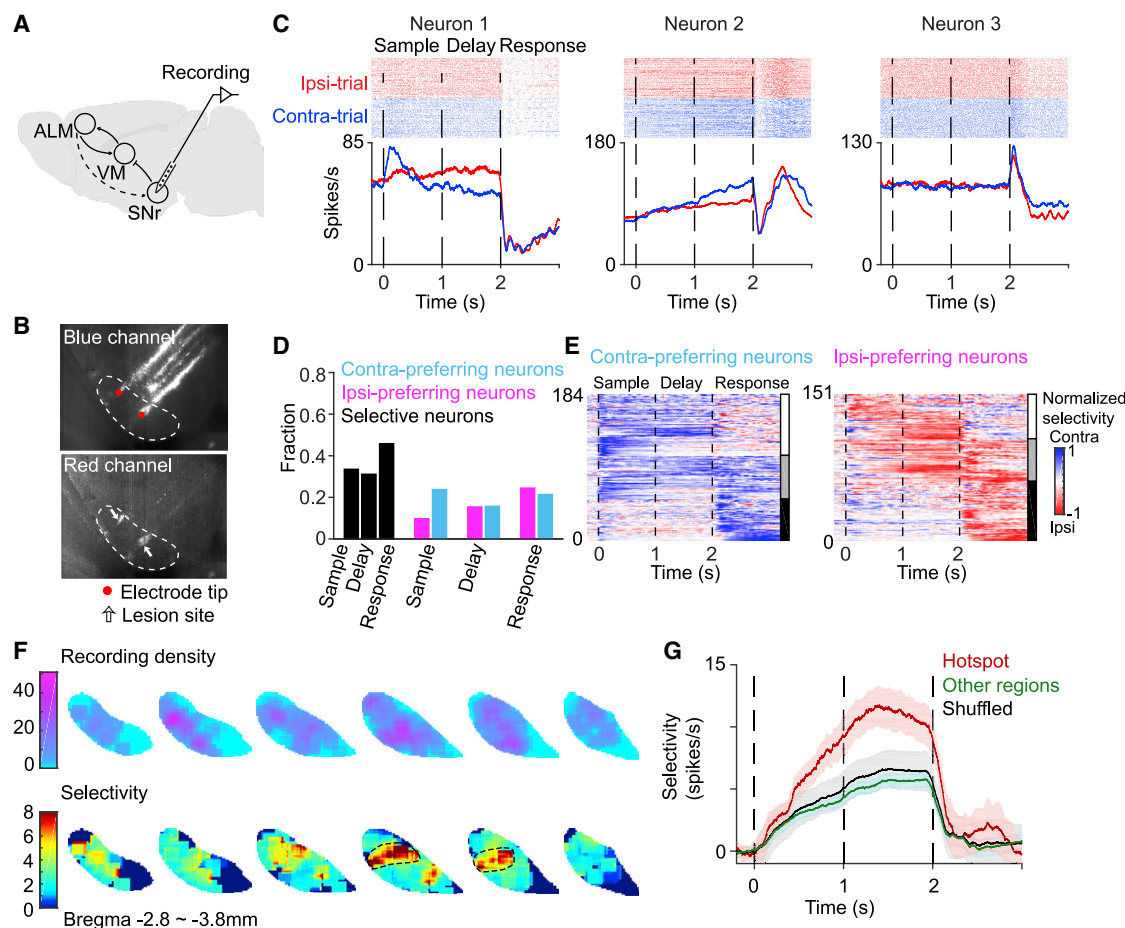 A
Recording
ALM
VM
SNr
B
Blue channel
Red channel
Electrode tip
Lesion site
C
Neuron 1
Neuron 2
Neuron 3
Sample Delay Response
Ipsi-trial
Contra-trial
Spikes/s
85
0
180
0
130
0
0 1 2
0 1 2
0 1 2
Time (s)
Time (s)
Time (s)
D
Contra-preferring neurons
Ipsi-preferring neurons
Selective neurons
Fraction
0.8
0.6
0.4
0.2
0
Sample
Delay
Response
Sample
Delay
Response
E
Contra-preferring neurons
Ipsi-preferring neurons
Sample Delay Response
184
0
151
0
0 1 2
0 1 2
Time (s)
Time (s)
Normalized
selectivity
Contra
1
-1
Ipsi
F
Recording density
40
20
0
Selectivity
8
6
4
2
0
Bregma -2.8 ~ -3.8mm
G
Hotspot
Other regions
Shuffled
Selectivity
(spikes/s)
15
0
0 1 2
Time (s)